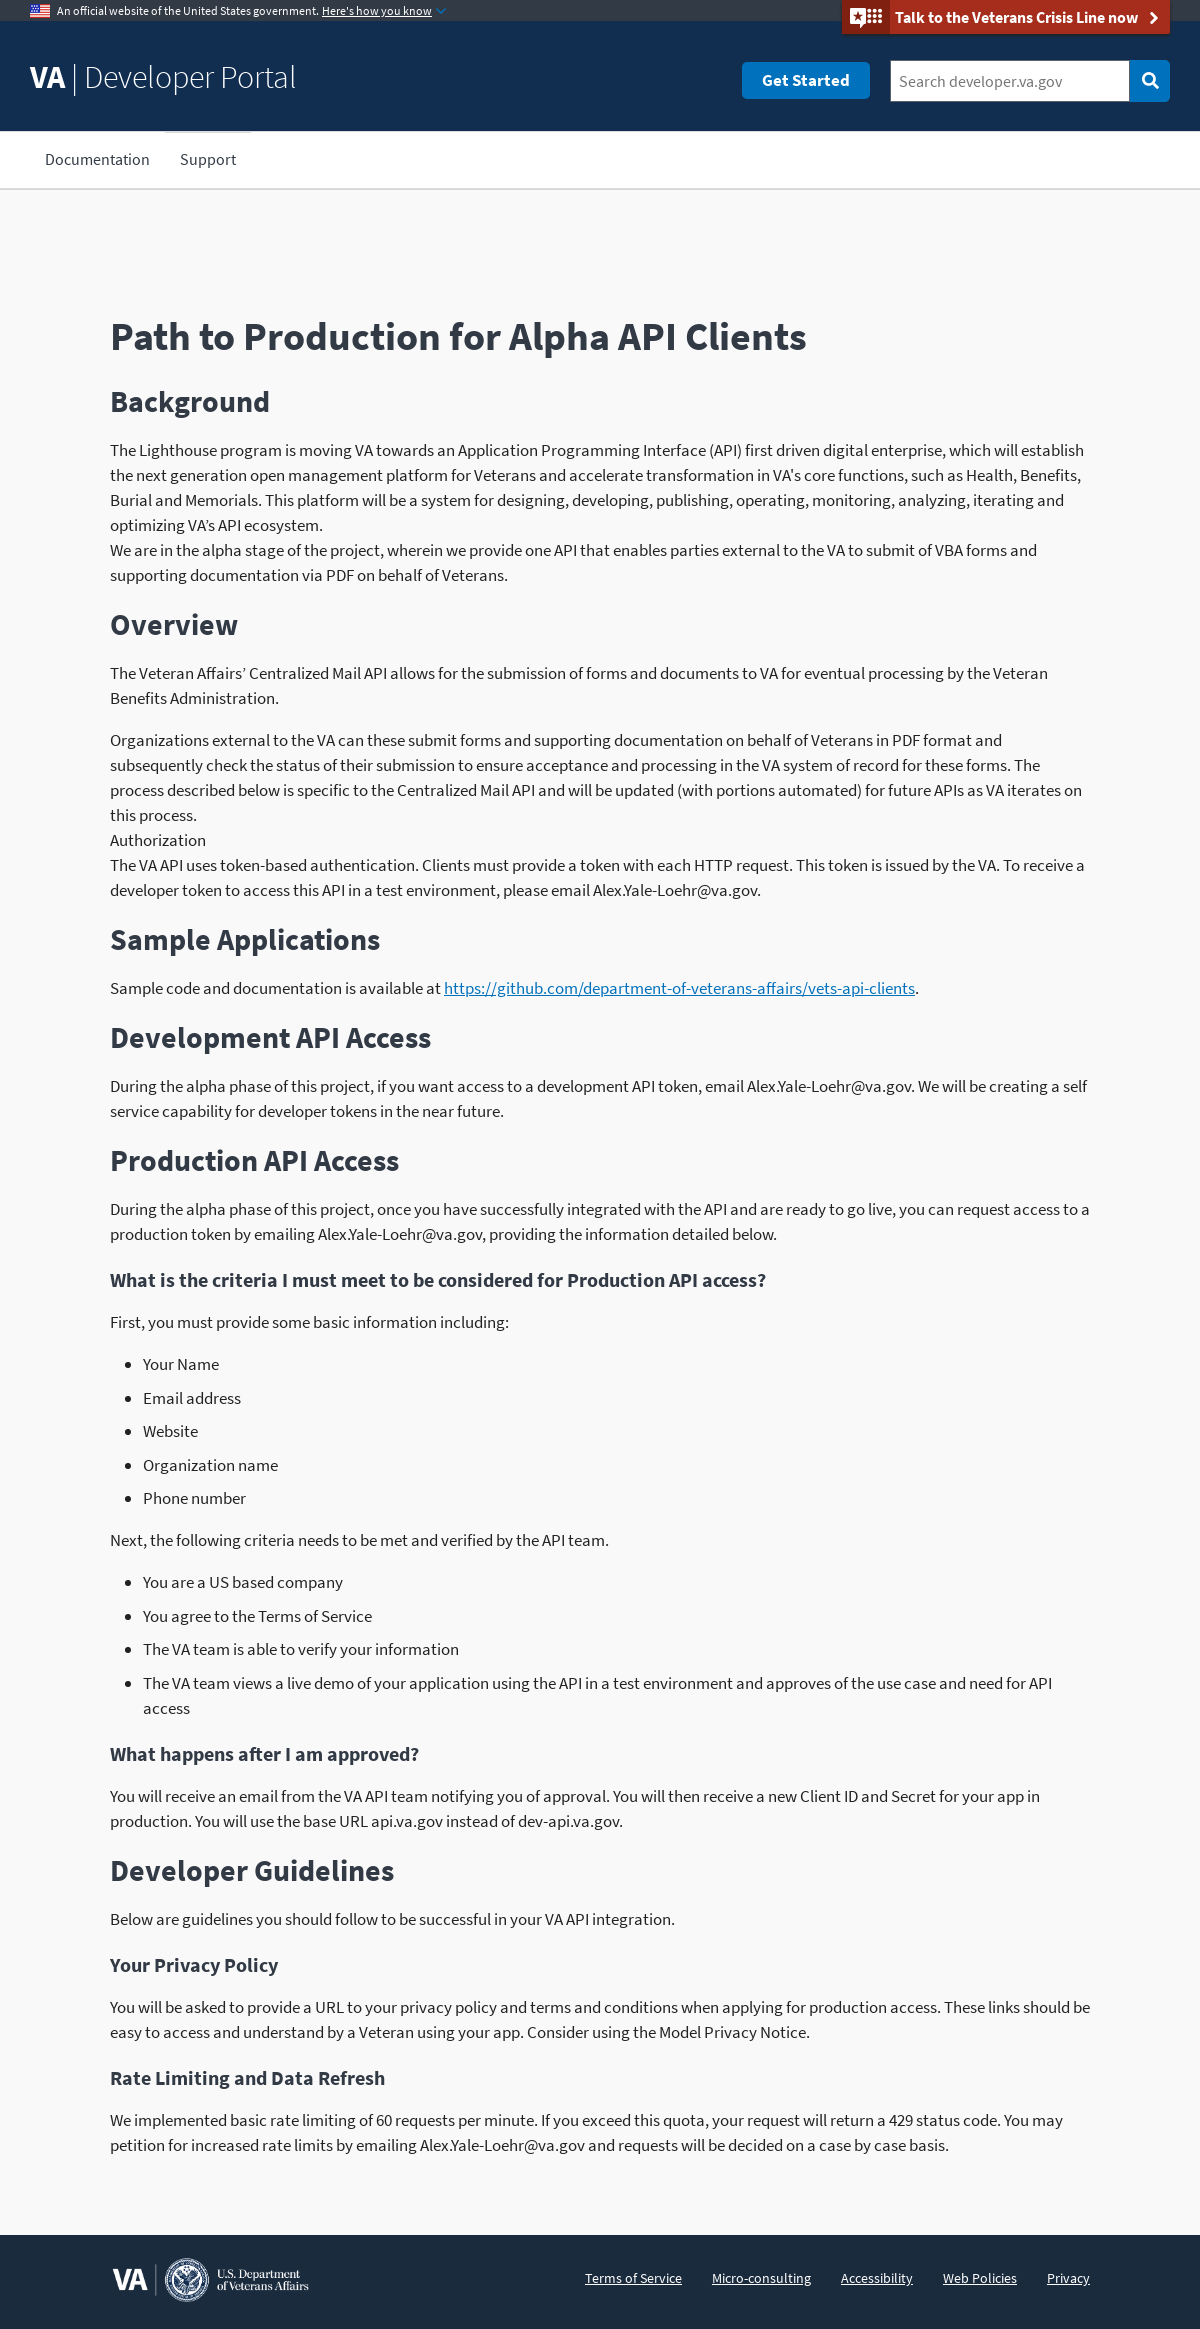 An official website of the United States government. Here's how you know
Talk to the Veterans Crisis Line now
VA | Developer Portal
Get Started
Search developer.va.gov
Documentation
Support
Path to Production for Alpha API Clients
Background
The Lighthouse program is moving VA towards an Application Programming Interface (API) first driven digital enterprise, which will establish
the next generation open management platform for Veterans and accelerate transformation in VA's core functions, such as Health, Benefits,
Burial and Memorials. This platform will be a system for designing, developing, publishing, operating, monitoring, analyzing, iterating and
optimizing VA’s API ecosystem.
We are in the alpha stage of the project, wherein we provide one API that enables parties external to the VA to submit of VBA forms and
supporting documentation via PDF on behalf of Veterans.
Overview
The Veteran Affairs’ Centralized Mail API allows for the submission of forms and documents to VA for eventual processing by the Veteran
Benefits Administration.
Organizations external to the VA can these submit forms and supporting documentation on behalf of Veterans in PDF format and
subsequently check the status of their submission to ensure acceptance and processing in the VA system of record for these forms. The
process described below is specific to the Centralized Mail API and will be updated (with portions automated) for future APIs as VA iterates on
this process.
Authorization
The VA API uses token-based authentication. Clients must provide a token with each HTTP request. This token is issued by the VA. To receive a
developer token to access this API in a test environment, please email Alex.Yale-Loehr@va.gov.
Sample Applications
Sample code and documentation is available at https://github.com/department-of-veterans-affairs/vets-api-clients.
Development API Access
During the alpha phase of this project, if you want access to a development API token, email Alex.Yale-Loehr@va.gov. We will be creating a self
service capability for developer tokens in the near future.
Production API Access
During the alpha phase of this project, once you have successfully integrated with the API and are ready to go live, you can request access to a
production token by emailing Alex.Yale-Loehr@va.gov, providing the information detailed below.
What is the criteria I must meet to be considered for Production API access?
First, you must provide some basic information including:
• Your Name
• Email address
• Website
• Organization name
• Phone number
Next, the following criteria needs to be met and verified by the API team.
• You are a US based company
• You agree to the Terms of Service
• The VA team is able to verify your information
• The VA team views a live demo of your application using the API in a test environment and approves of the use case and need for API
access
What happens after I am approved?
You will receive an email from the VA API team notifying you of approval. You will then receive a new Client ID and Secret for your app in
production. You will use the base URL api.va.gov instead of dev-api.va.gov.
Developer Guidelines
Below are guidelines you should follow to be successful in your VA API integration.
Your Privacy Policy
You will be asked to provide a URL to your privacy policy and terms and conditions when applying for production access. These links should be
easy to access and understand by a Veteran using your app. Consider using the Model Privacy Notice.
Rate Limiting and Data Refresh
We implemented basic rate limiting of 60 requests per minute. If you exceed this quota, your request will return a 429 status code. You may
petition for increased rate limits by emailing Alex.Yale-Loehr@va.gov and requests will be decided on a case by case basis.
VA
U.S. Department
of Veterans Affairs
Terms of Service
Micro-consulting
Accessibility
Web Policies
Privacy